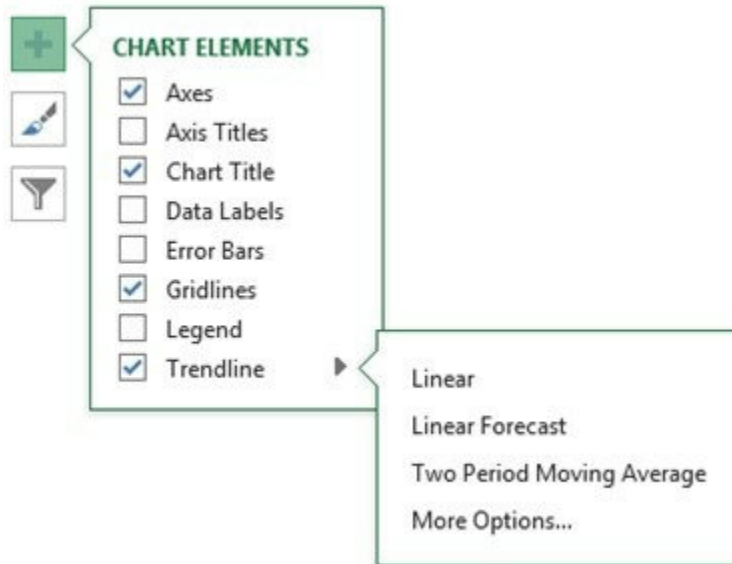 CHART ELEMENTS
Axes
Axis Titles
Chart Title
Data Labels
Error Bars
Gridlines
Legend
Trendline
Linear
Linear Forecast
Two Period Moving Average
More Options...